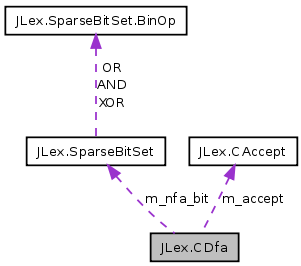 JLex.SparseBitSet.BinOp
OR
AND
XOR
JLex.SparseBitSet
JLex.CAccept
m_nfa_bit
m_accept
JLex.CDfa